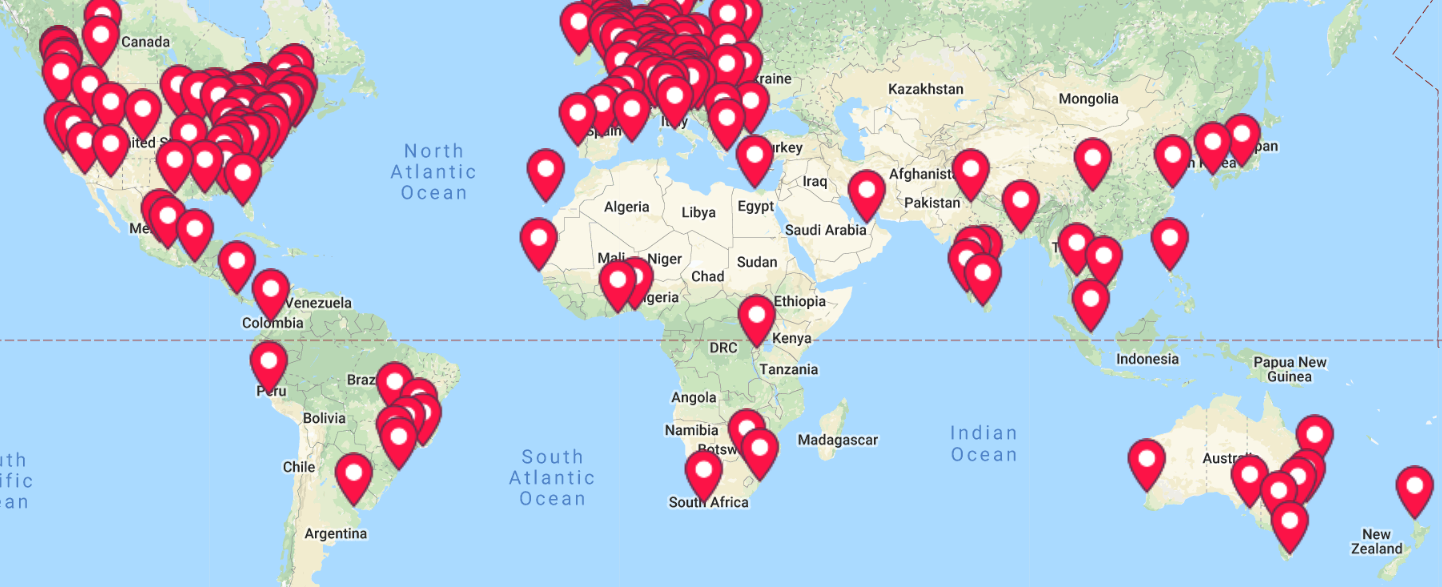 Canada
North
Atlantic
Ocean
Kazakhstan
Mongolia
Iraq
Pakistan
Algeria
Libya
Egypt
Saudi Arabia
Mali
Niger
Chad
Sudan
Ethiopia
Venezuela
Colombia
DRC
Kenya
Tanzania
Indonesia
Papua New
Guinea
Peru
Bolivia
Angola
Namibia
Madagascar
Indian
Ocean
South
Atlantic
Ocean
Chile
South Africa
Argentina
New
Zealand